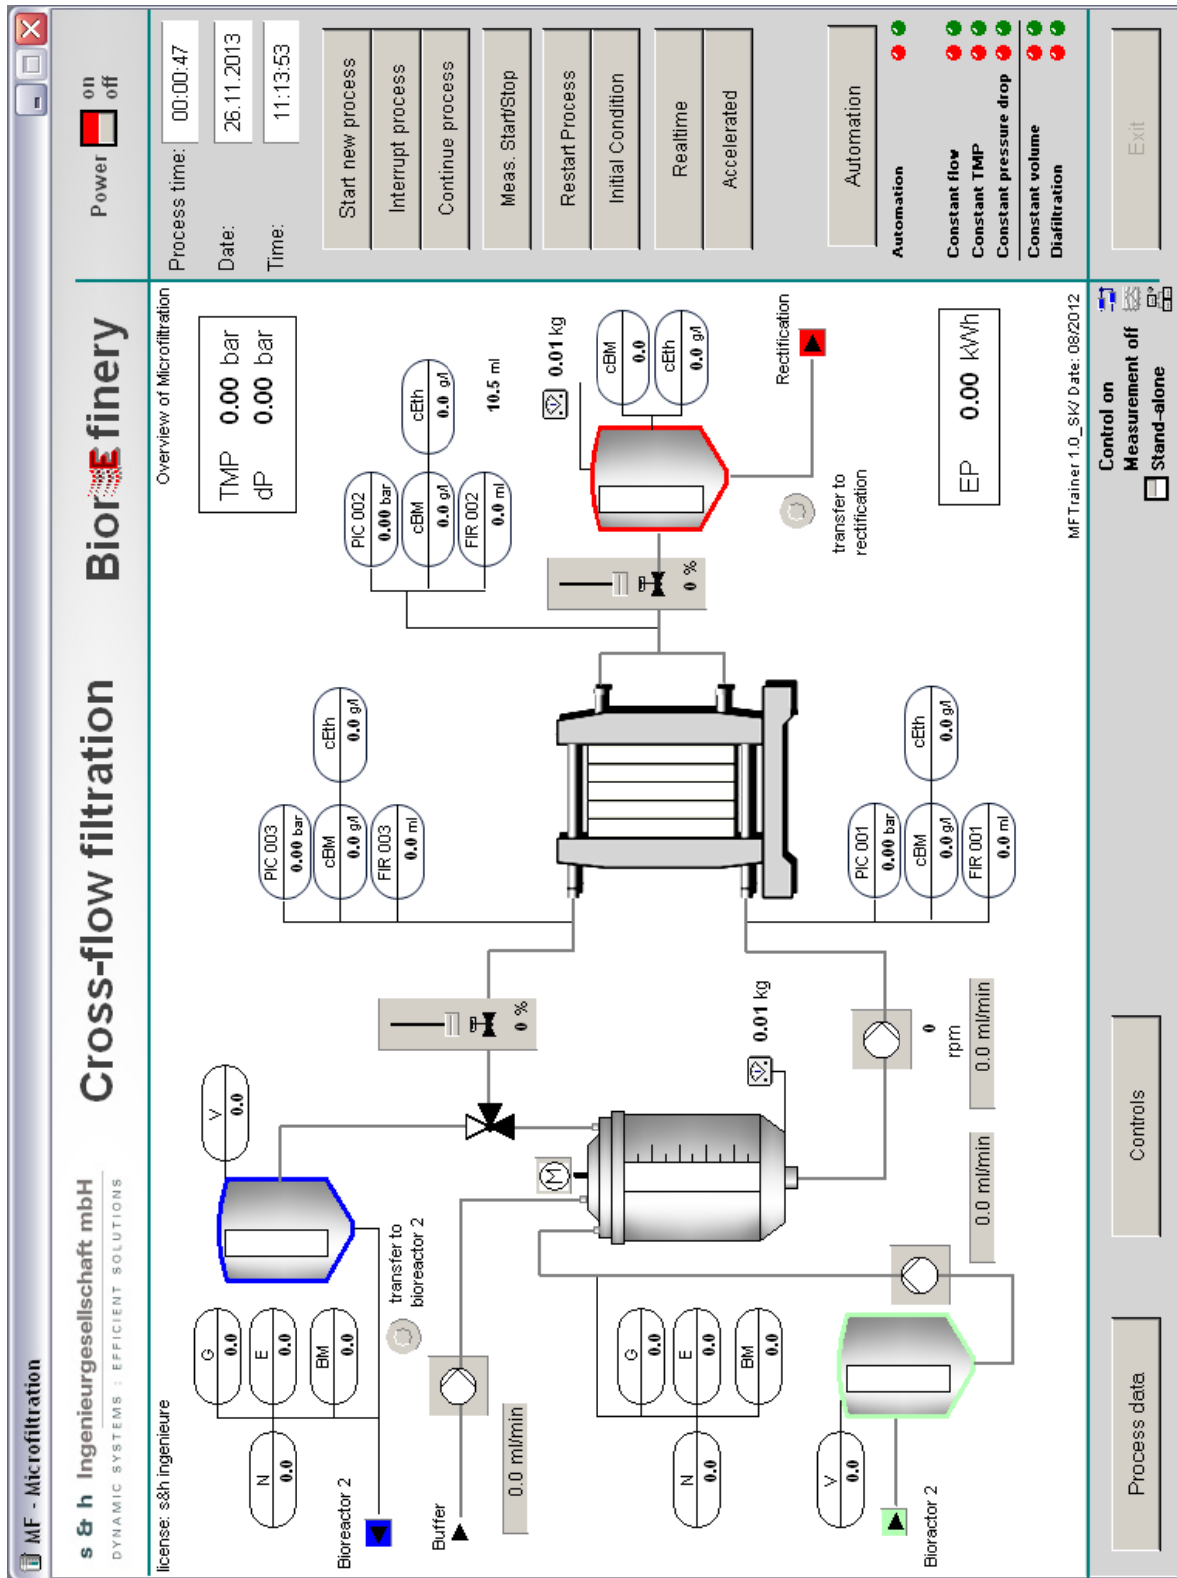 MF - Microfiltration
s & h Ingenieurgesellschaft mbH
DYNAMIC SYSTEMS : EFFICIENT SOLUTIONS
Cross-flow filtration
BiorEfinery
Power
on
off
license: s&h ingenieure
Overview of Microfiltration
Process time:
00:00:47
Date:
26.11.2013
Time:
11:13:53
TMP 0.00 bar
dP 0.00 bar
V
0.0
G
0.0
E
0.0
BM
0.0
N
0.0
Bioreactor 2
transfer to
bioreactor 2
PIC 003
0.00 bar
cBM
0.0 g/l
FIR 003
0.0 ml
cEth
0.0 g/l
PIC 002
0.00 bar
cBM
0.0 g/l
FIR 002
0.0 ml
cEth
0.0 g/l
10.5 ml
0 %
0 %
0.01 kg
cBM
0.0
cEth
0.0 g/l
Buffer
0.0 ml/min
M
0.01 kg
transfer to
rectification
Rectification
G
0.0
E
0.0
BM
0.0
N
0.0
V
0.0
Bioractor 2
0.0 ml/min
0
rpm
0.0 ml/min
PIC 001
0.00 bar
cBM
0.0 g/l
FIR 001
0.0 ml
cEth
0.0 g/l
EP 0.00 kWh
MFTrainer 1.0_SK/ Date: 08/2012
Start new process
Interrupt process
Continue process
Meas. Start/Stop
Restart Process
Initial Condition
Realtime
Accelerated
Automation
Automation
Constant flow
Constant TMP
Constant pressure drop
Constant volume
Diafiltration
Process data
Controls
Control on
Measurement off
Stand-alone
Exit